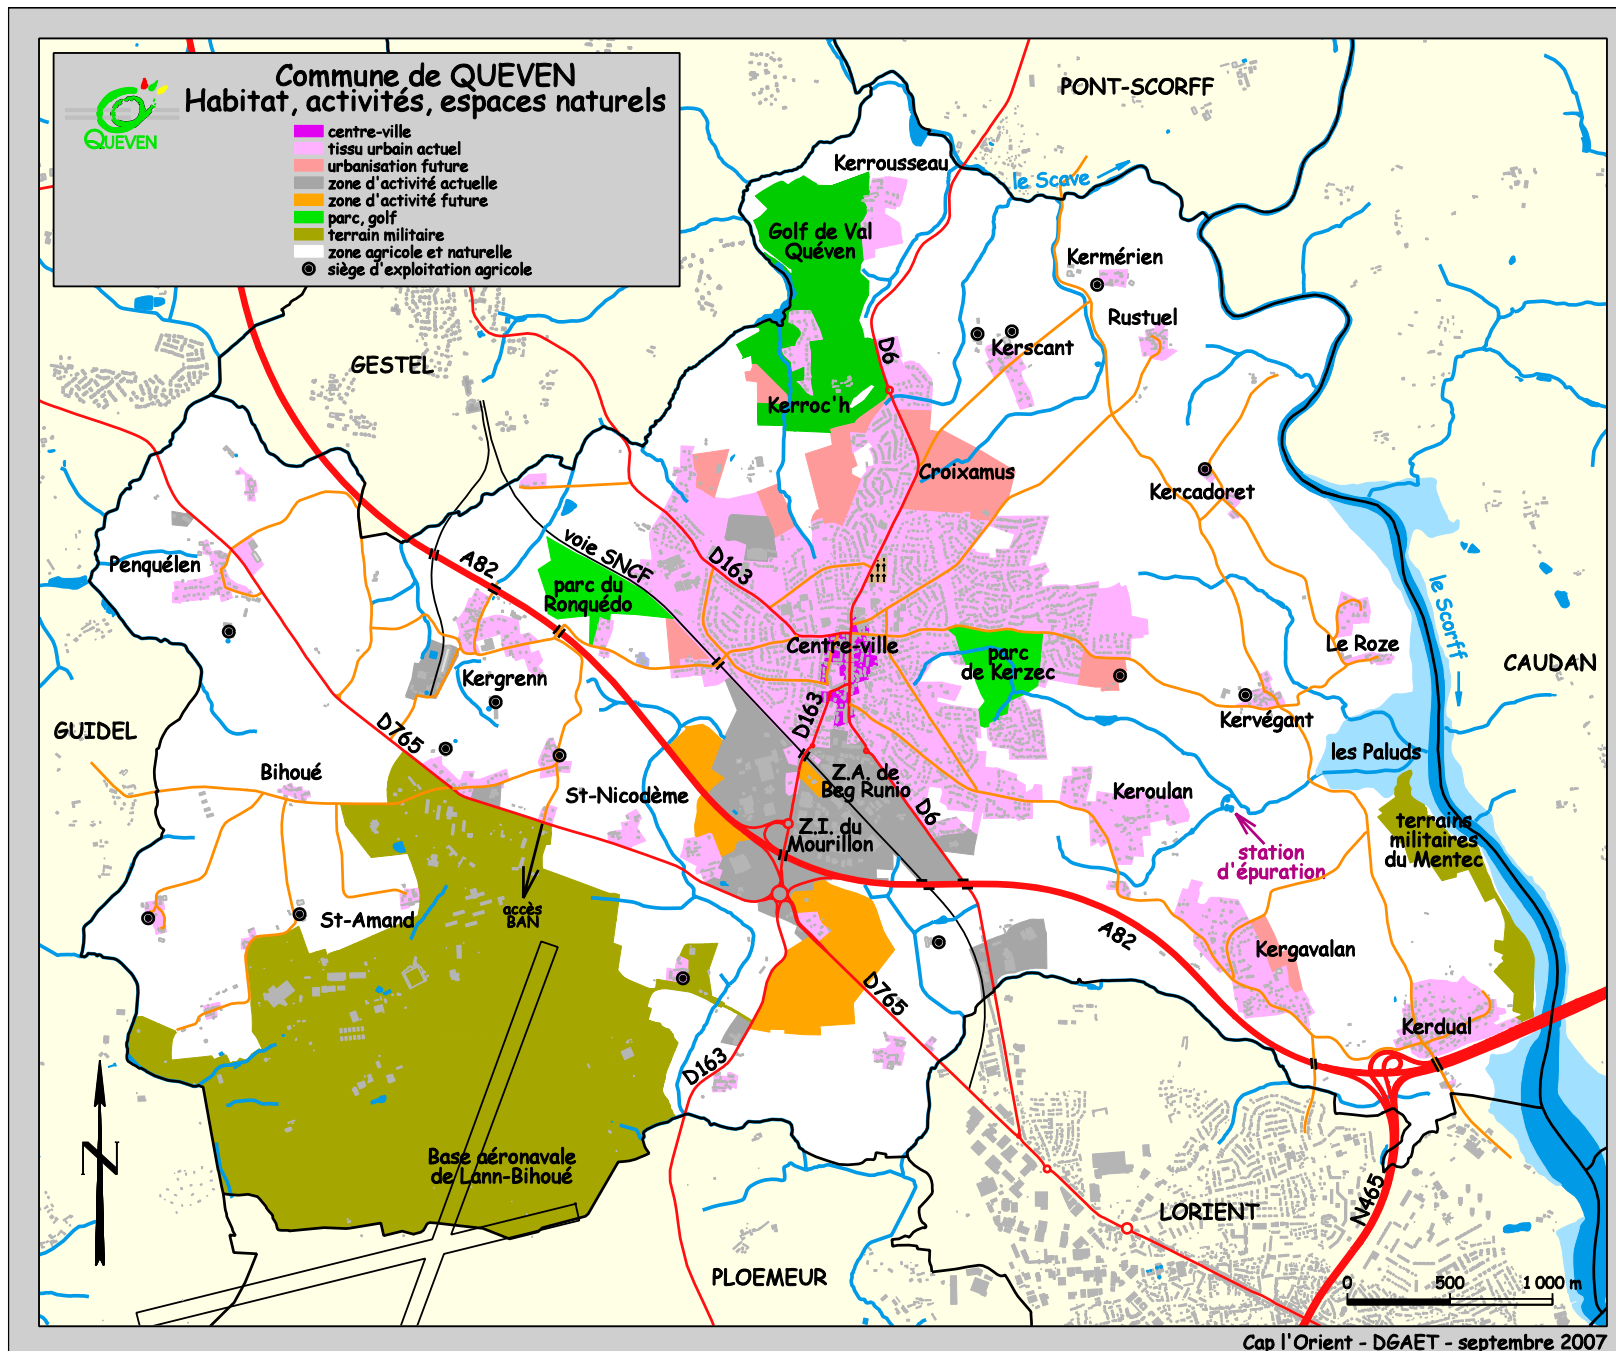 Commune de QUEVEN
Habitat, activités, espaces naturels
QUEVEN
centre-ville
tissu urbain actuel
urbanisation future
zone d'activité actuelle
zone d'activité future
parc, golf
terrain militaire
zone agricole et naturelle
siège d'exploitation agricole
PONT-SCORFF
Kerrousseau
le Scave
Golf de Val
Quéven
Kermérien
Rustuel
D6
Kerscant
GESTEL
Kerroc'h
Croixamus
Kercadoret
voie SNCF
A82
D163
Penquélen
parc du
Ronquédo
le Scorff
Centre-ville
parc
de Kerzec
Le Roze
CAUDAN
Kergrenn
Kervégant
GUIDEL
D765
D163
les Paluds
Bihoué
St-Nicodème
Z.A. de
Beg Runio
Keroulan
D6
Z.I. du
Mourillon
terrains
militaires
du Mentec
station
d'épuration
accès
BAN
St-Amand
A82
Kergavalan
D765
Kerdual
D163
N
Base aéronavale
de Lann-Bihoué
N465
LORIENT
PLOEMEUR
0 500 1 000 m
Cap l'Orient - DGAET - septembre 2007